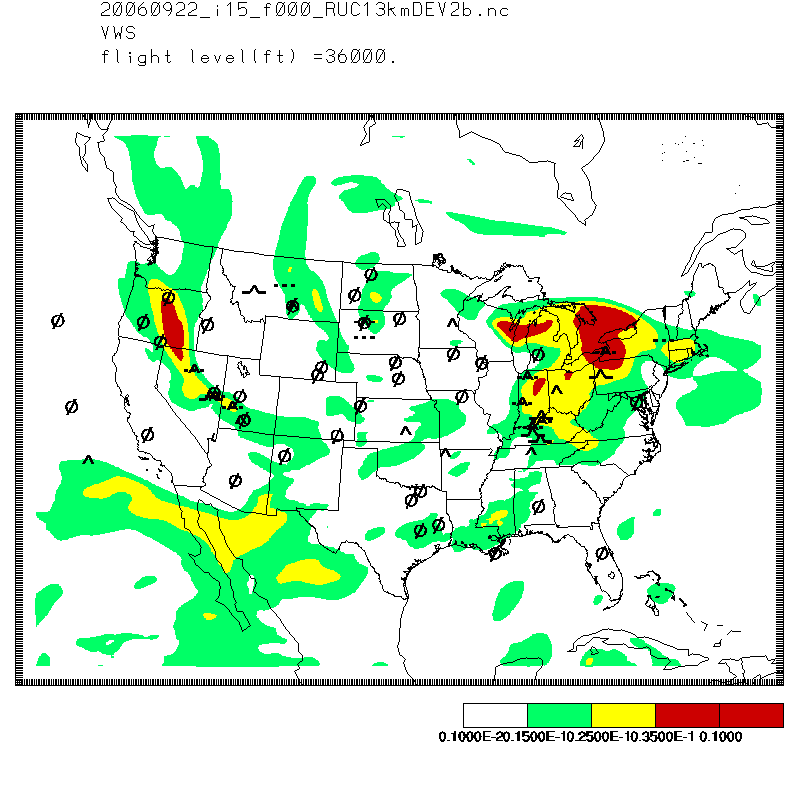 20060922_i15_f000_RUC13kmDEV2b.nc
VWS
flight level(ft) =36000.
0.1000E-20.1500E-10.2500E-10.3500E-1 0.1000